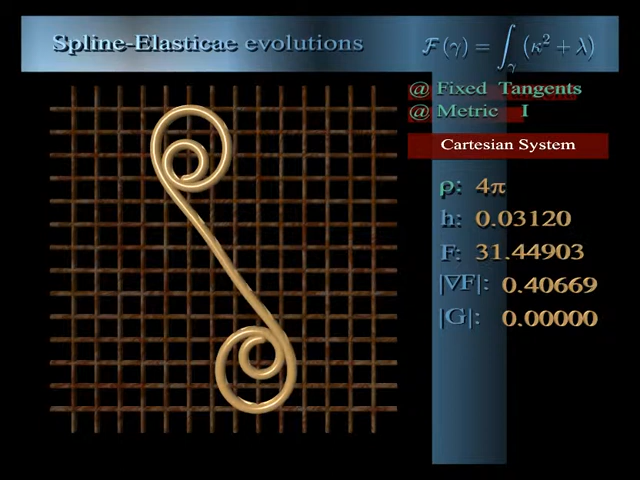 Spline-Elasticae evolutions
F(γ) = ∫γ (κ² + λ)
@ Fixed Tangents
@ Metric I
Cartesian System
ρ: 4π
h: 0.03120
F: 31.44903
|∇F|: 0.40669
|G|: 0.00000